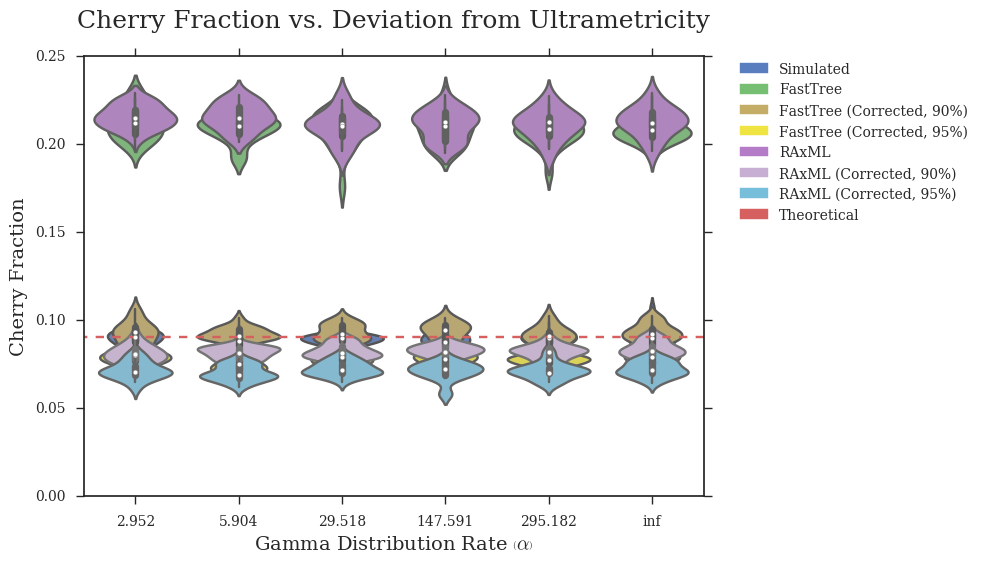 Cherry Fraction vs. Deviation from Ultrametricity
Cherry Fraction
0.25
0.20
0.15
0.10
0.05
0.00
2.952
5.904
29.518
147.591
295.182
inf
Gamma Distribution Rate (α)
Simulated
FastTree
FastTree (Corrected, 90%)
FastTree (Corrected, 95%)
RAxML
RAxML (Corrected, 90%)
RAxML (Corrected, 95%)
Theoretical